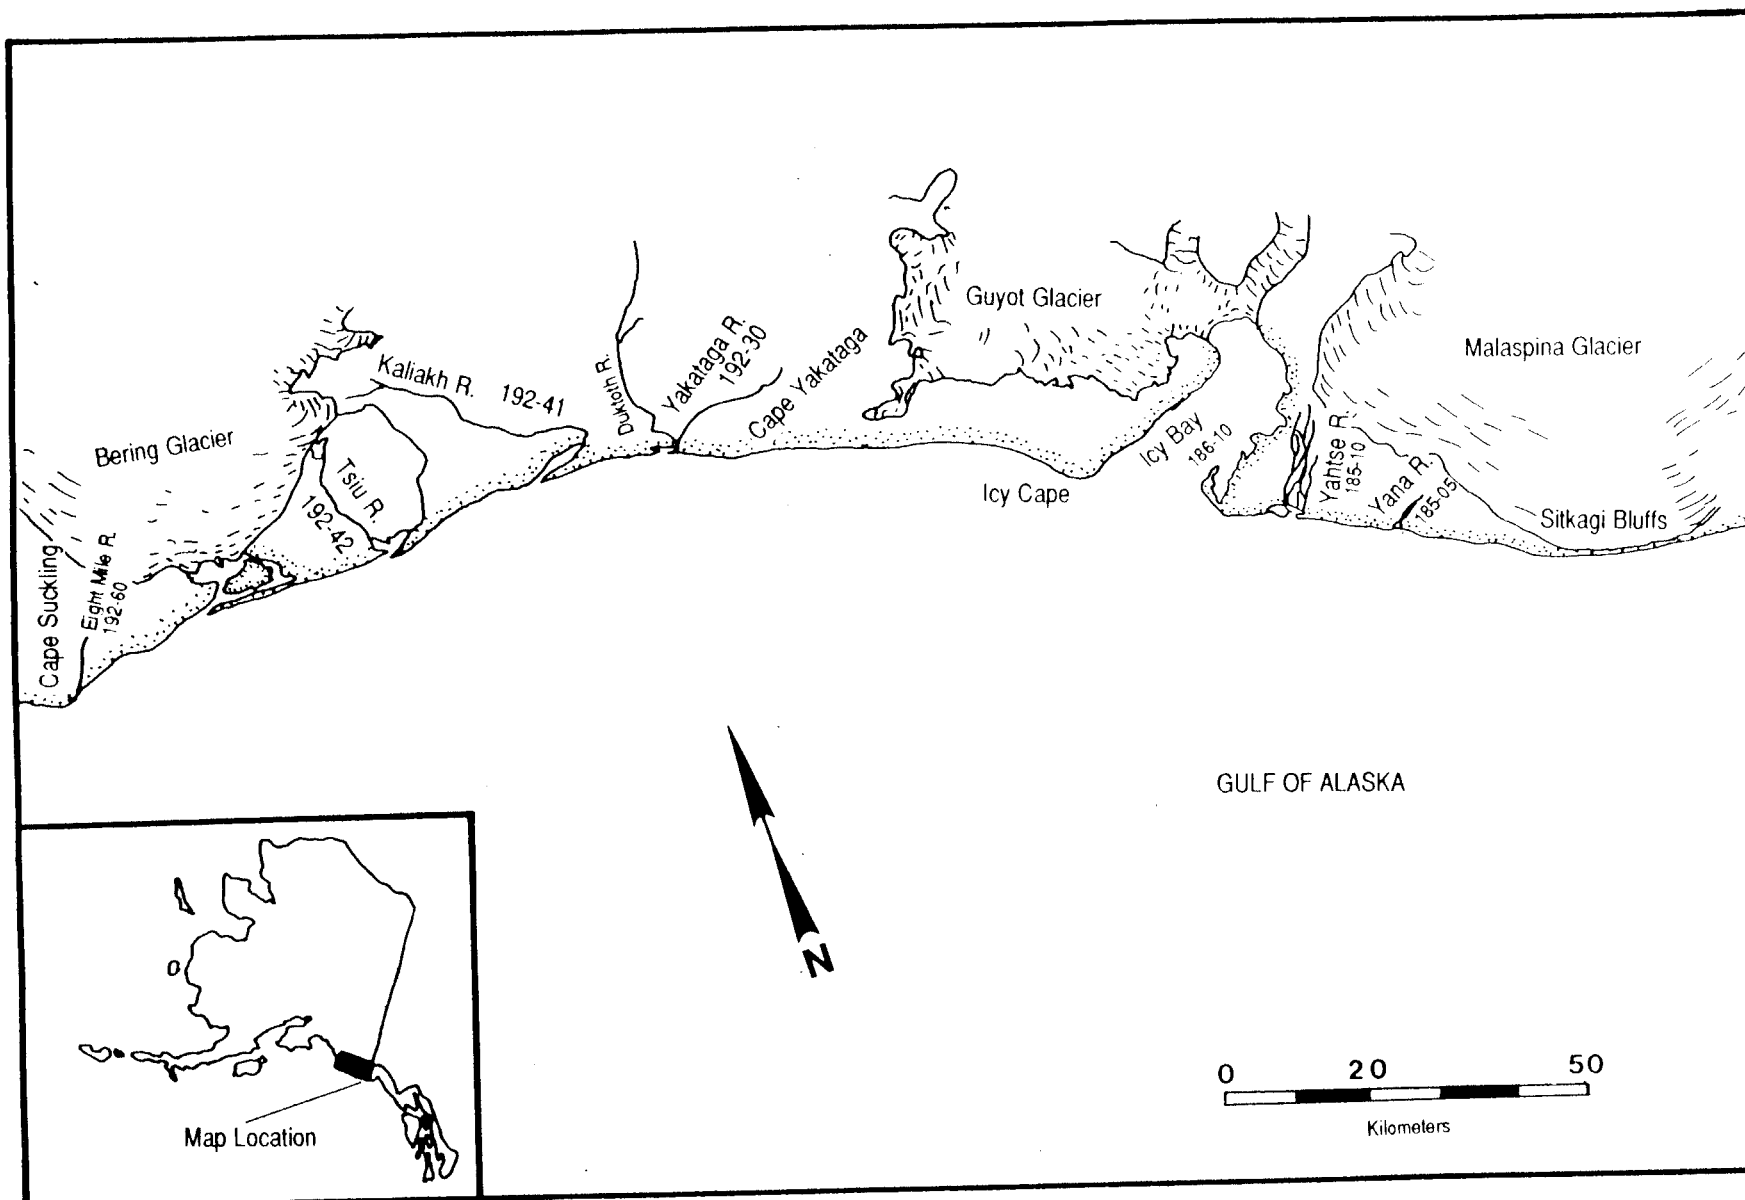 Guyot Glacier
Malaspina Glacier
Kaliakh R. 192-41
Duktoth R.
Yakataga R.
192-30
Cape Yakataga
Bering Glacier
Tsiu R.
192-42
Icy Bay
186-10
Icy Cape
Yahtse R.
185-10
Yana R.
185-05
Sitkagi Bluffs
Cape Suckling
Eight Mile R.
192-60
GULF OF ALASKA
N
Map Location
0 20 50
Kilometers